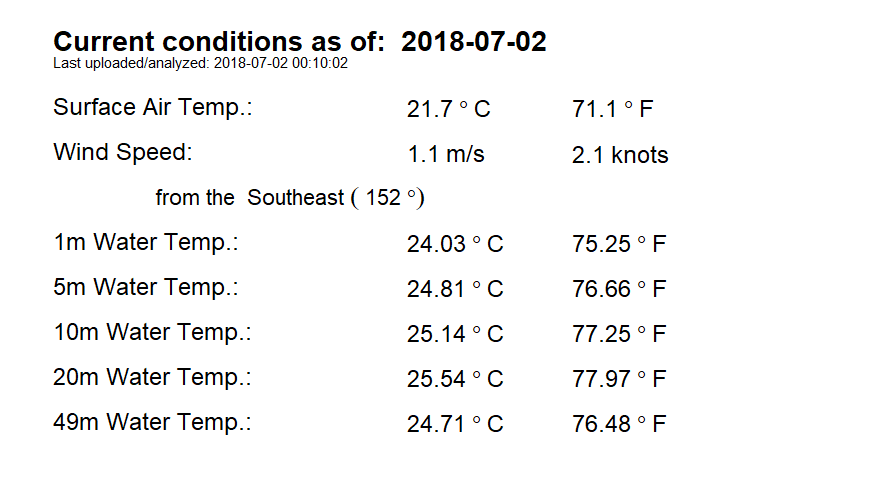 Current conditions as of: 2018-07-02
Last uploaded/analyzed: 2018-07-02 00:10:02
Surface Air Temp.: 21.7 ° C 71.1 ° F
Wind Speed: 1.1 m/s 2.1 knots
from the Southeast ( 152 °)
1m Water Temp.: 24.03 ° C 75.25 ° F
5m Water Temp.: 24.81 ° C 76.66 ° F
10m Water Temp.: 25.14 ° C 77.25 ° F
20m Water Temp.: 25.54 ° C 77.97 ° F
49m Water Temp.: 24.71 ° C 76.48 ° F